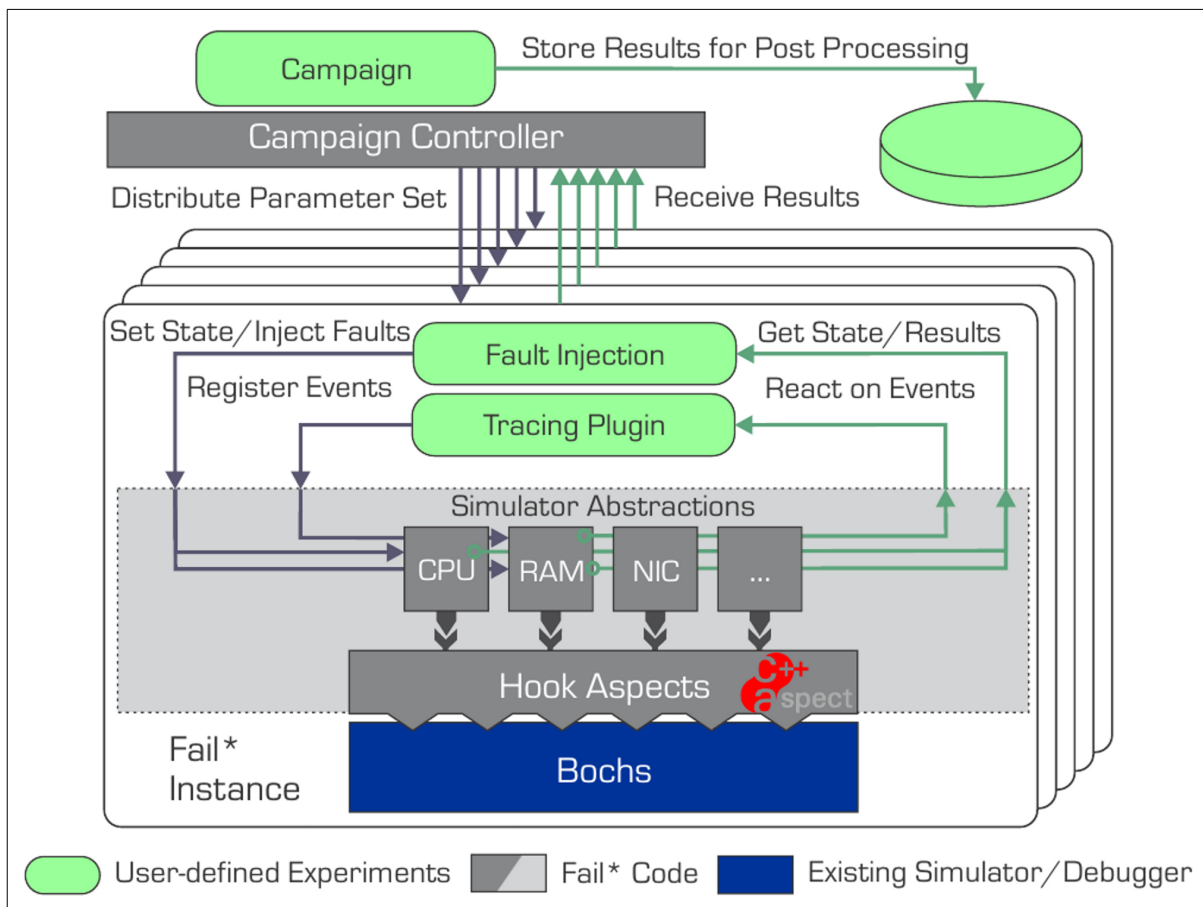 Store Results for Post Processing
Campaign
Campaign Controller
Distribute Parameter Set
Receive Results
Set State/Inject Faults
Fault Injection
Get State/Results
Register Events
React on Events
Tracing Plugin
Simulator Abstractions
CPU
RAM
NIC
...
Hook Aspects
c++
aspect
Bochs
Fail*
Instance
User-defined Experiments
Fail* Code
Existing Simulator/Debugger